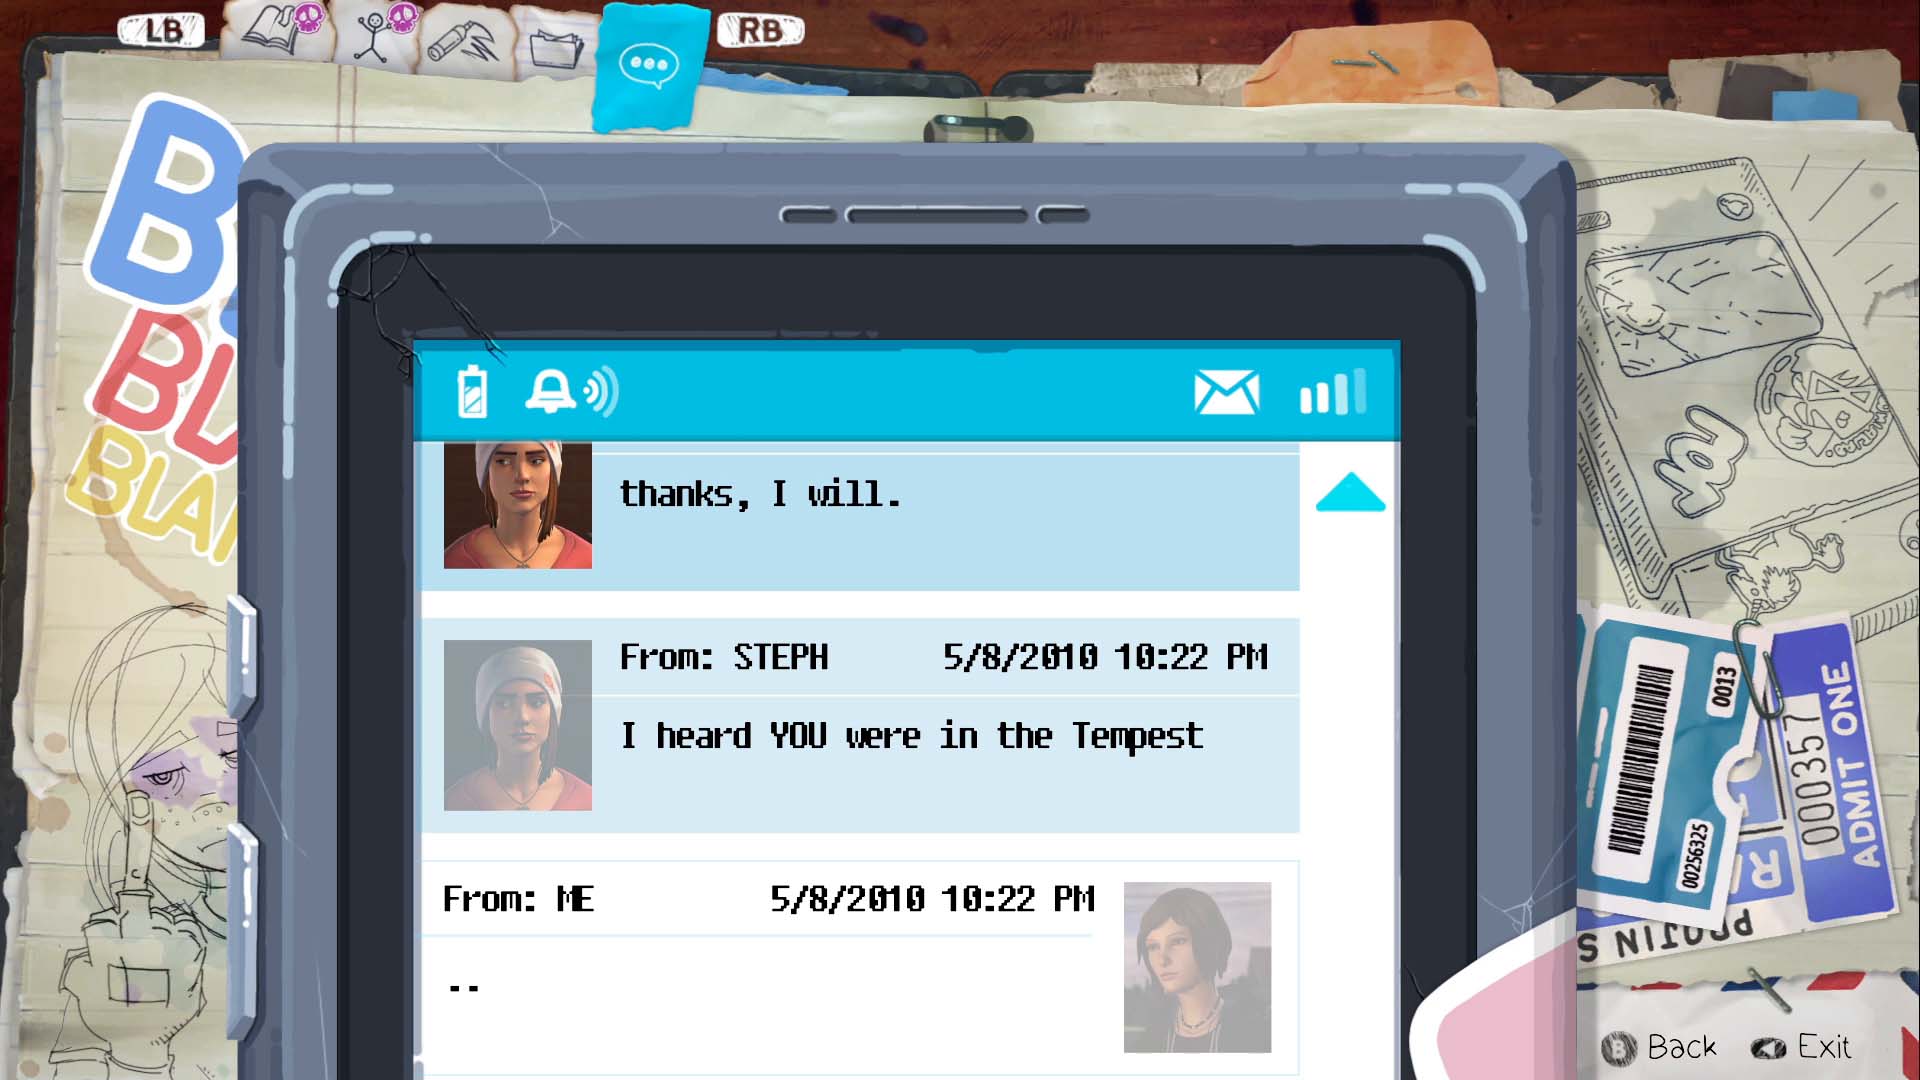 LB
RB
thanks, I will.
From: STEPH 5/8/2010 10:22 PM
I heard YOU were in the Tempest
From: ME 5/8/2010 10:22 PM
..
0013
00256325
000357
ADMIT ONE
Back
B
Exit